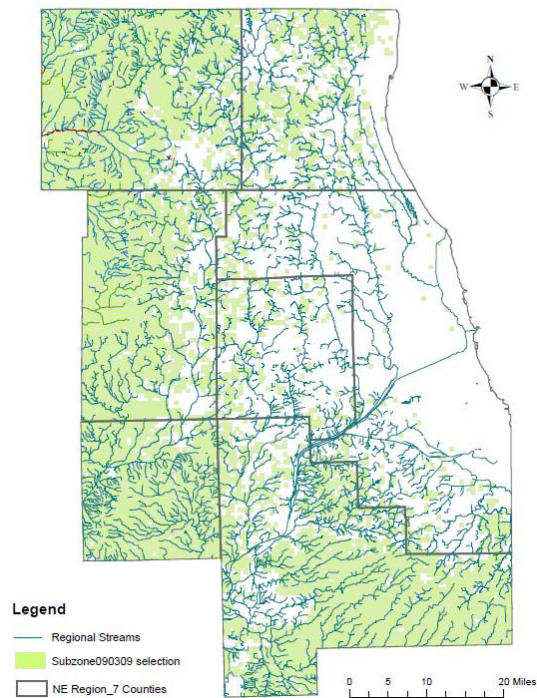 N
W E
S
Legend
Regional Streams
Subzone090309 selection
NE Region_7 Counties
0 5 10 20 Miles